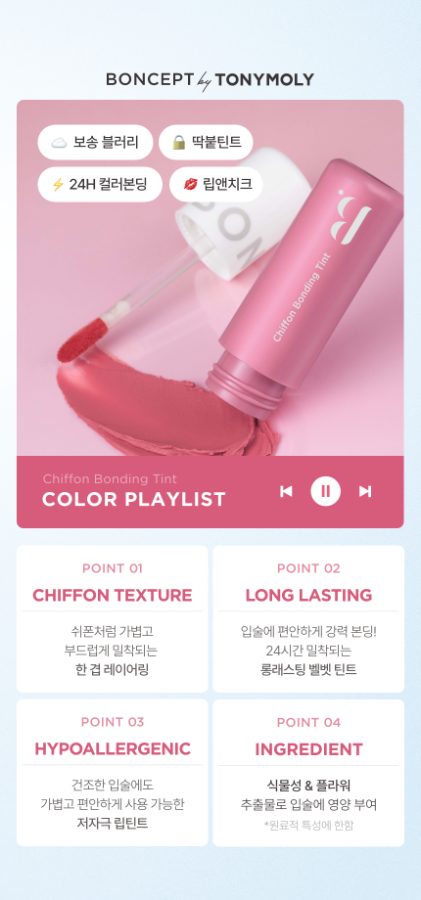 BONCEPT by TONYMOLY
보송 블러리
딱붙틴트
24H 컬러본딩
립앤치크
Chiffon Bonding Tint
Chiffon Bonding Tint
COLOR PLAYLIST
POINT 01
CHIFFON TEXTURE
쉬폰처럼 가볍고
부드럽게 밀착되는
한 겹 레이어링
POINT 02
LONG LASTING
입술에 편안하게 강력 본딩!
24시간 밀착되는
롱래스팅 벨벳 틴트
POINT 03
HYPOALLERGENIC
건조한 입술에도
가볍고 편안하게 사용 가능한
저자극 립틴트
POINT 04
INGREDIENT
식물성 & 플라워
추출물로 입술에 영양 부여
*원료적 특성에 한함